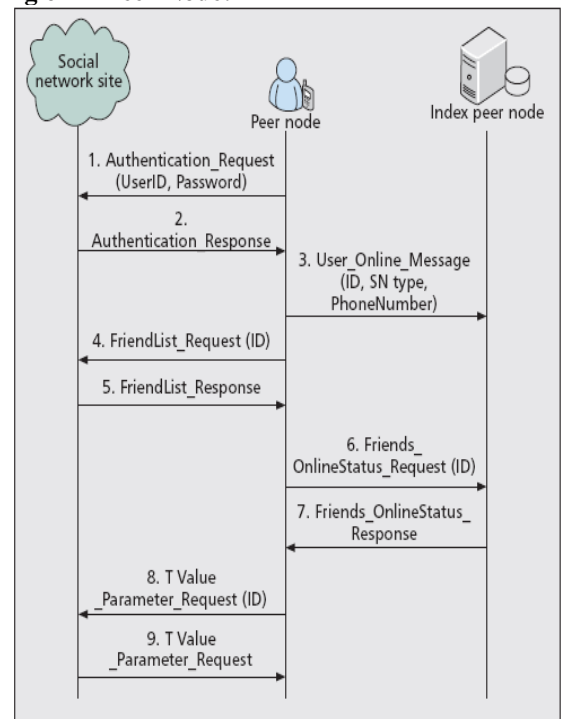 Social
network site
Peer node
Index peer node
1. Authentication_Request
(UserID, Password)
2.
Authentication_Response
3. User_Online_Message
(ID, SN type,
PhoneNumber)
4. FriendList_Request (ID)
5. FriendList_Response
6. Friends_
OnlineStatus_Request (ID)
7. Friends_OnlineStatus_
Response
8. T Value
_Parameter_Request (ID)
9. T Value
_Parameter_Request